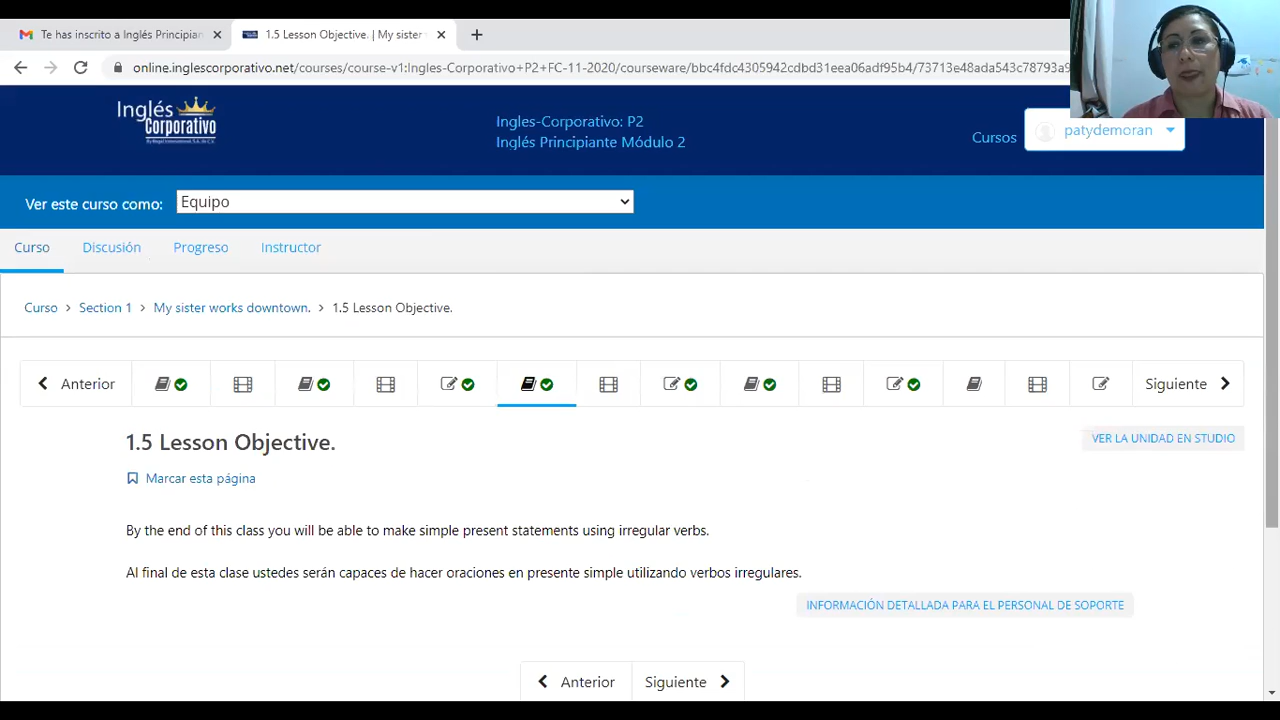 Te has inscrito a Inglés Principian
1.5 Lesson Objective. | My sister
online.inglescorporativo.net/courses/course-v1:Ingles-Corporativo+P2+FC-11-2020/courseware/bbc4fdc4305942cdbd31eea06adf95b4/73713e48ada543c78793a9
Inglés
Corporativo
Ingles-Corporativo: P2
Inglés Principiante Módulo 2
Cursos
patydemoran
Ver este curso como:
Equipo
Curso
Discusión
Progreso
Instructor
Curso > Section 1 > My sister works downtown. > 1.5 Lesson Objective.
Anterior
Siguiente
1.5 Lesson Objective.
VER LA UNIDAD EN STUDIO
Marcar esta página
By the end of this class you will be able to make simple present statements using irregular verbs.
Al final de esta clase ustedes serán capaces de hacer oraciones en presente simple utilizando verbos irregulares.
INFORMACIÓN DETALLADA PARA EL PERSONAL DE SOPORTE
Anterior
Siguiente